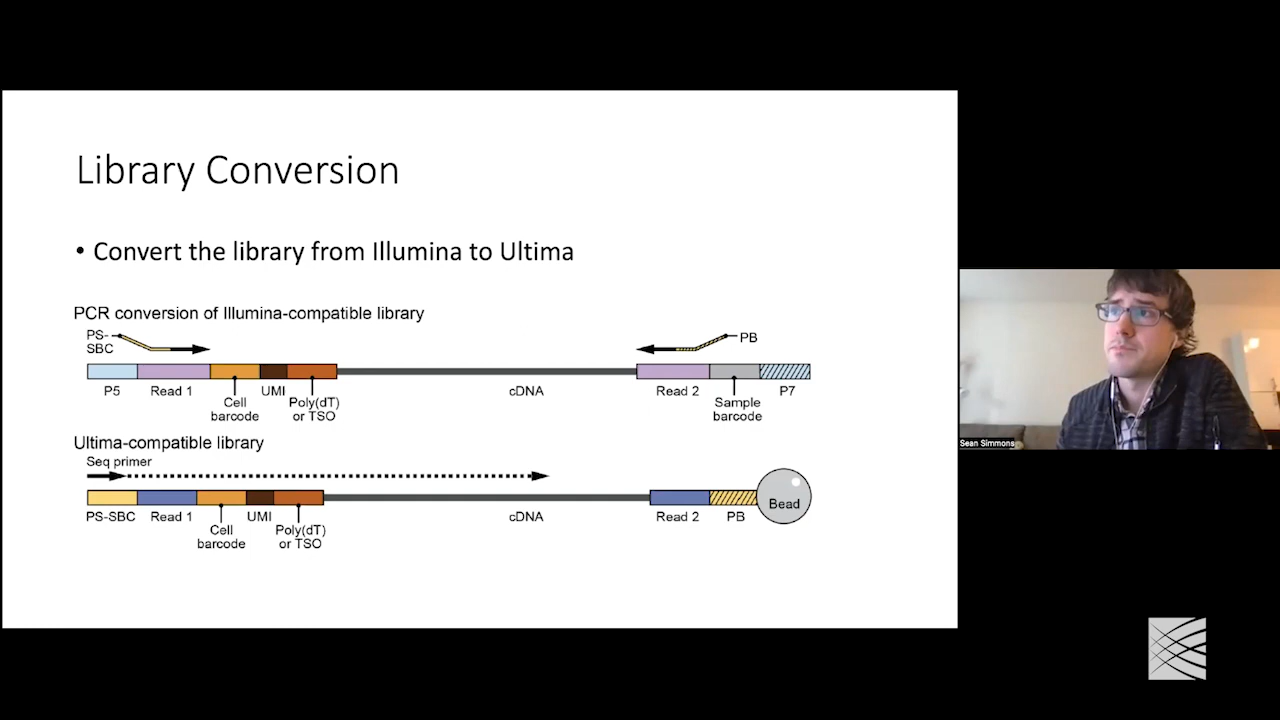 Library Conversion
• Convert the library from Illumina to Ultima
PCR conversion of Illumina-compatible library
PS-
SBC
PB
P5
Read 1
Cell
barcode
UMI
Poly(dT)
or TSO
cDNA
Read 2
Sample
barcode
P7
Ultima-compatible library
Seq primer
Bead
PS-SBC
Read 1
Cell
barcode
UMI
Poly(dT)
or TSO
cDNA
Read 2
PB
Sean Simmons